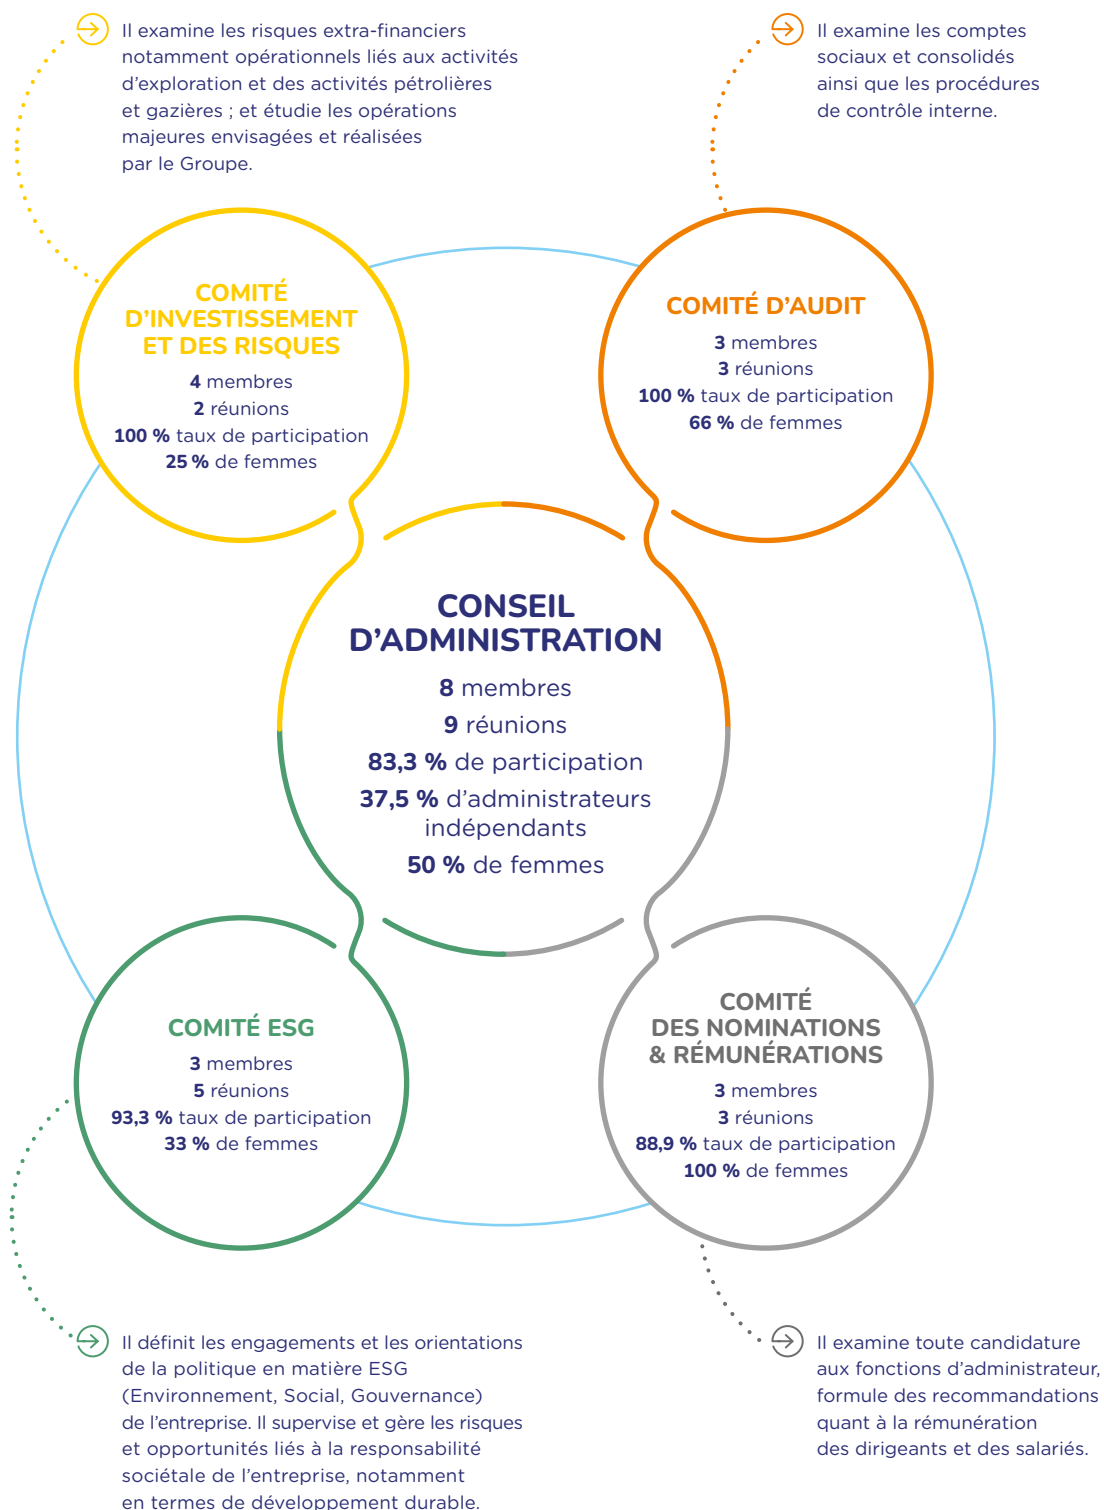 Il examine les risques extra-financiers
notamment opérationnels liés aux activités
d’exploration et des activités pétrolières
et gazières ; et étudie les opérations
majeures envisagées et réalisées
par le Groupe.
Il examine les comptes
sociaux et consolidés
ainsi que les procédures
de contrôle interne.
COMITÉ
D’INVESTISSEMENT
ET DES RISQUES
4 membres
2 réunions
100 % taux de participation
25 % de femmes
COMITÉ D’AUDIT
3 membres
3 réunions
100 % taux de participation
66 % de femmes
CONSEIL
D’ADMINISTRATION
8 membres
9 réunions
83,3 % de participation
37,5 % d’administrateurs
indépendants
50 % de femmes
COMITÉ ESG
3 membres
5 réunions
93,3 % taux de participation
33 % de femmes
COMITÉ
DES NOMINATIONS
& RÉMUNÉRATIONS
3 membres
3 réunions
88,9 % taux de participation
100 % de femmes
Il définit les engagements et les orientations
de la politique en matière ESG
(Environnement, Social, Gouvernance)
de l’entreprise. Il supervise et gère les risques
et opportunités liés à la responsabilité
sociétale de l’entreprise, notamment
en termes de développement durable.
Il examine toute candidature
aux fonctions d’administrateur,
formule des recommandations
quant à la rémunération
des dirigeants et des salariés.